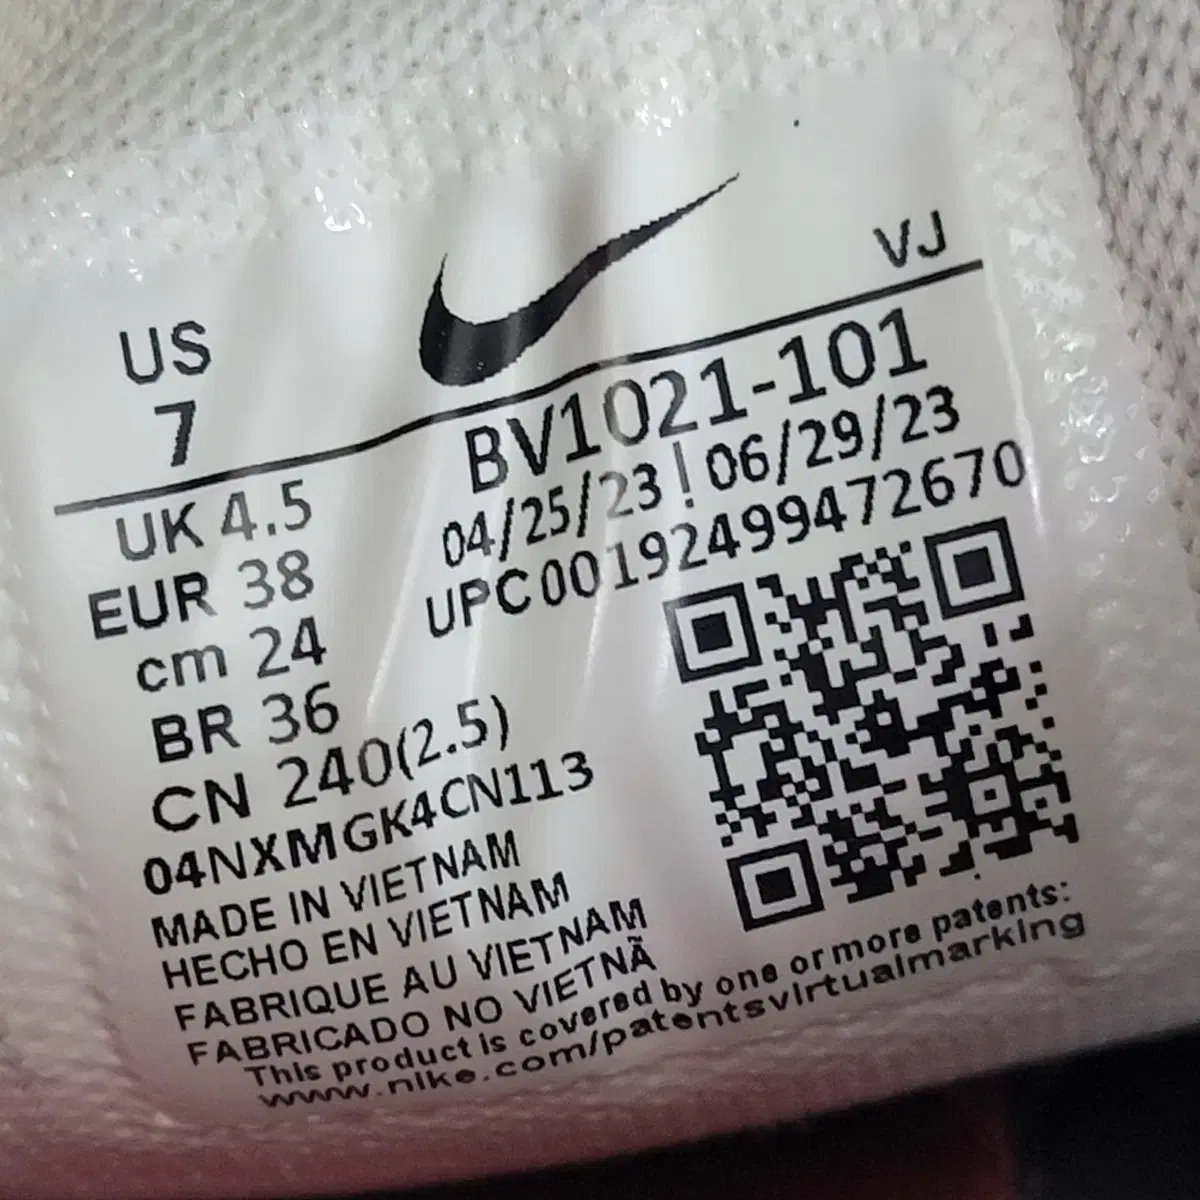 VJ
US
7
BV1021-101
04/25/23 ! 06/29/23
UPC 00192499472670
UK 4.5
EUR 38
cm 24
BR 36
CN 240(2.5)
04NXMGK4CN113
MADE IN VIETNAM
HECHO EN VIETNAM
FABRIQUE AU VIETNAM
FABRICADO NO VIETNÃ
This product is covered by one or more patents:
www.nike.com/patentsvirtualmarking